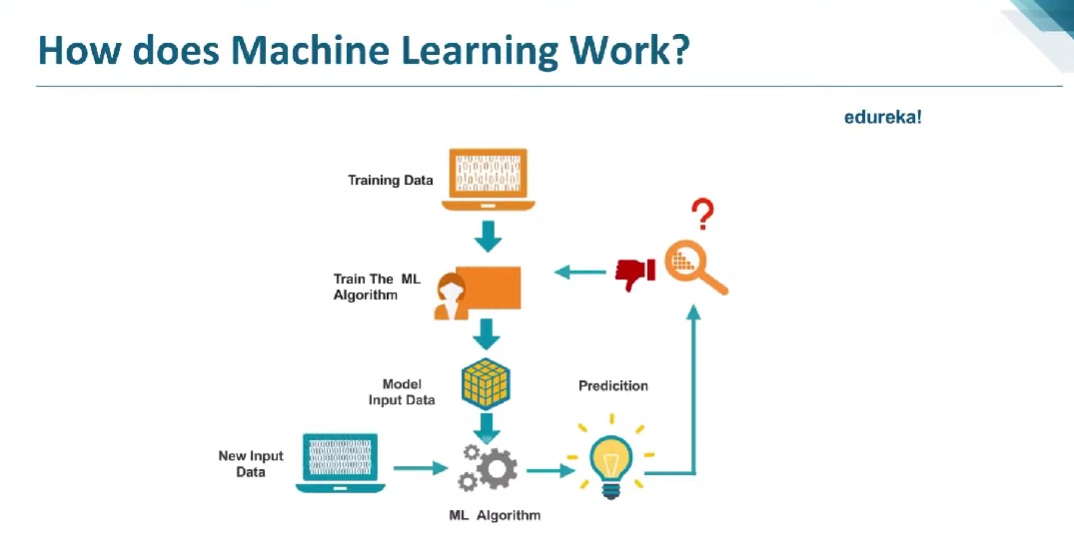 How does Machine Learning Work?
edureka!
Training Data
?
Train The ML
Algorithm
Model
Input Data
Predicition
New Input
Data
ML Algorithm